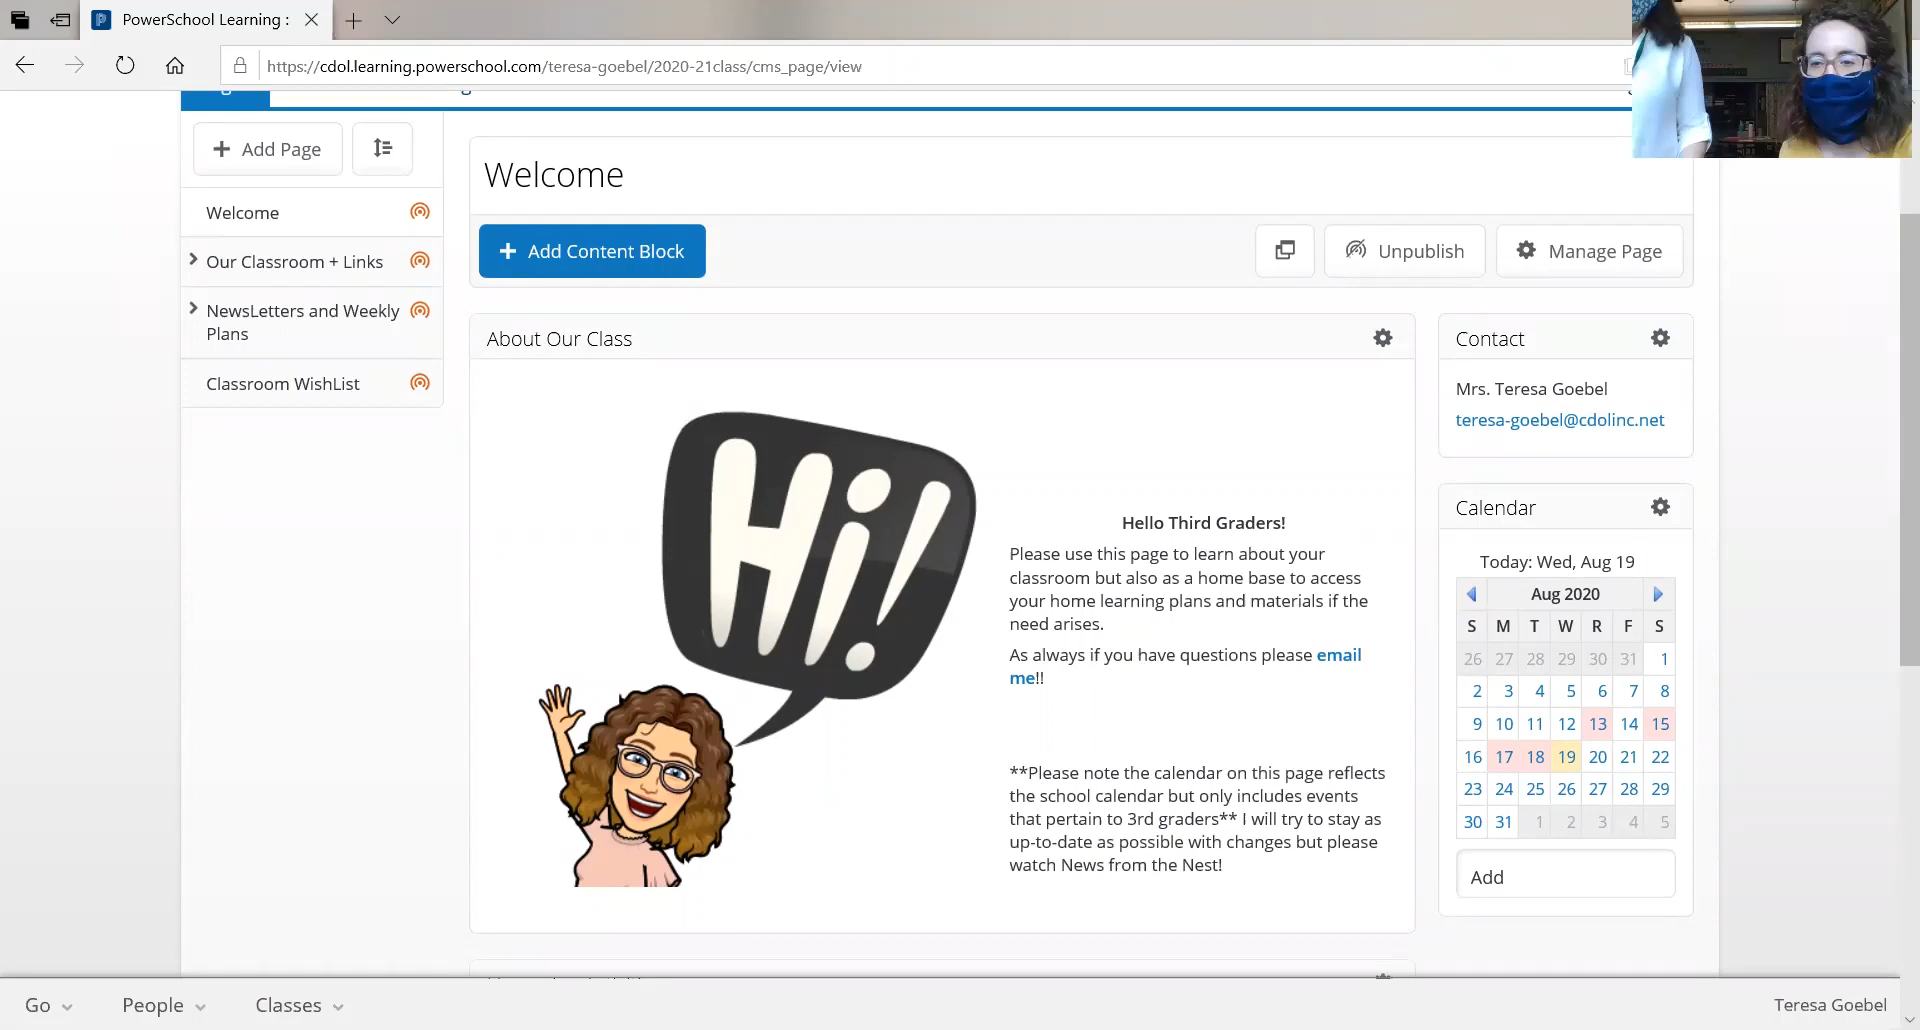 PowerSchool Learning :
https://cdol.learning.powerschool.com/teresa-goebel/2020-21class/cms_page/view
Add Page
Welcome
Our Classroom + Links
NewsLetters and Weekly
Plans
Classroom WishList
Welcome
Add Content Block
Unpublish
Manage Page
About Our Class
Hi!
Hello Third Graders!
Please use this page to learn about your
classroom but also as a home base to access
your home learning plans and materials if the
need arises.
As always if you have questions please email
me!!
**Please note the calendar on this page reflects
the school calendar but only includes events
that pertain to 3rd graders** I will try to stay as
up-to-date as possible with changes but please
watch News from the Nest!
Contact
Mrs. Teresa Goebel
teresa-goebel@cdolinc.net
Calendar
Today: Wed, Aug 19
Aug 2020
S M T W R F S
26 27 28 29 30 31 1
2 3 4 5 6 7 8
9 10 11 12 13 14 15
16 17 18 19 20 21 22
23 24 25 26 27 28 29
30 31 1 2 3 4 5
Add
Go
People
Classes
Teresa Goebel